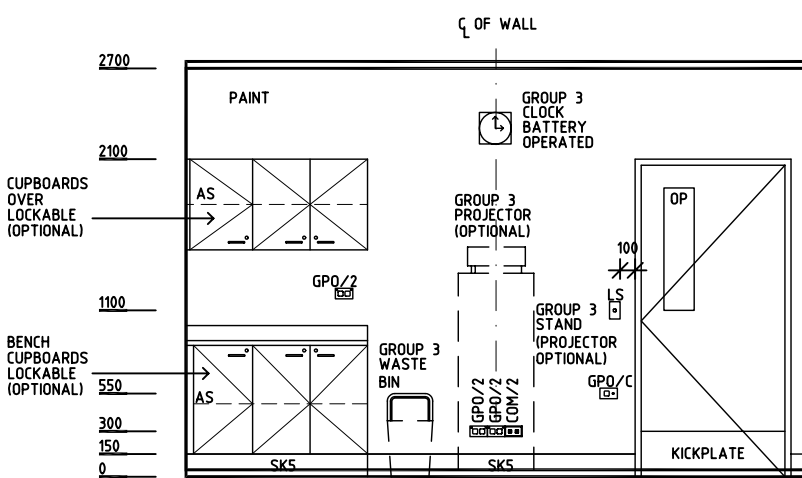 C̲L OF WALL
2700
PAINT
GROUP 3
CLOCK
BATTERY
OPERATED
2100
CUPBOARDS
OVER
LOCKABLE
(OPTIONAL)
AS
GROUP 3
PROJECTOR
(OPTIONAL)
OP
100
GPO/2
LS
1100
GROUP 3
STAND
(PROJECTOR
OPTIONAL)
BENCH
CUPBOARDS
LOCKABLE
(OPTIONAL)
GROUP 3
WASTE
BIN
GPO/C
550
AS
GPO/2
GPO/2
COM/2
300
150
KICKPLATE
0
SK5
SK5